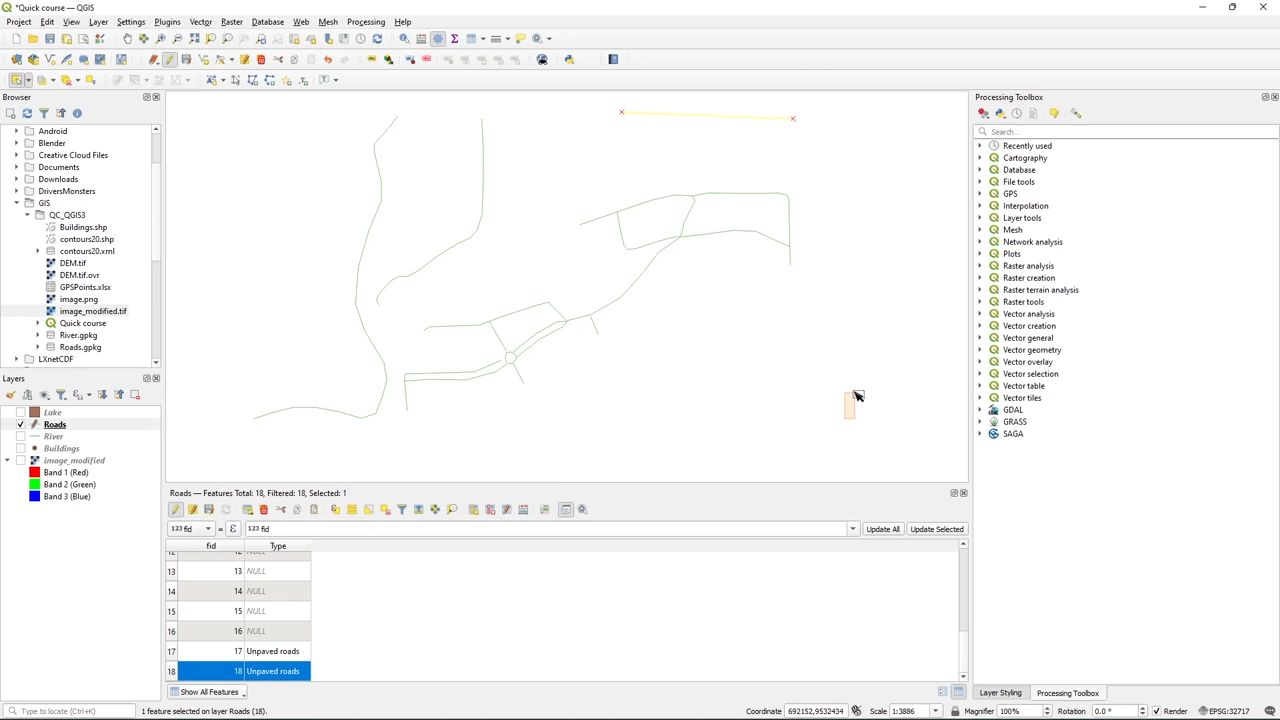 *Quick course — QGIS
Project Edit View Layer Settings Plugins Vector Raster Database Web Mesh Processing Help
Browser
Android
Blender
Creative Cloud Files
Documents
Downloads
DriversMonsters
GIS
QC_QGIS3
Buildings.shp
contours20.shp
contours20.xml
DEM.tif
DEM.tif.ovr
GPSPoints.xlsx
image.png
image_modified.tif
Quick course
River.gpkg
Roads.gpkg
LXnetCDF
Layers
Lake
Roads
River
Buildings
image_modified
Band 1 (Red)
Band 2 (Green)
Band 3 (Blue)
Roads — Features Total: 18, Filtered: 18, Selected: 1
123 fid = ε 123 fid Update All Update Selected
fid Type
12 12 NULL
13 13 NULL
14 14 NULL
15 15 NULL
16 16 NULL
17 17 Unpaved roads
18 18 Unpaved roads
Show All Features
Processing Toolbox
Search...
Recently used
Cartography
Database
File tools
GPS
Interpolation
Layer tools
Mesh
Network analysis
Plots
Raster analysis
Raster creation
Raster terrain analysis
Raster tools
Vector analysis
Vector creation
Vector general
Vector geometry
Vector overlay
Vector selection
Vector table
Vector tiles
GDAL
GRASS
SAGA
Layer Styling Processing Toolbox
Type to locate (Ctrl+K) 1 feature selected on layer Roads (18). Coordinate 692152,9532434 Scale 1:3886 Magnifier 100% Rotation 0.0 ° Render EPSG:32717